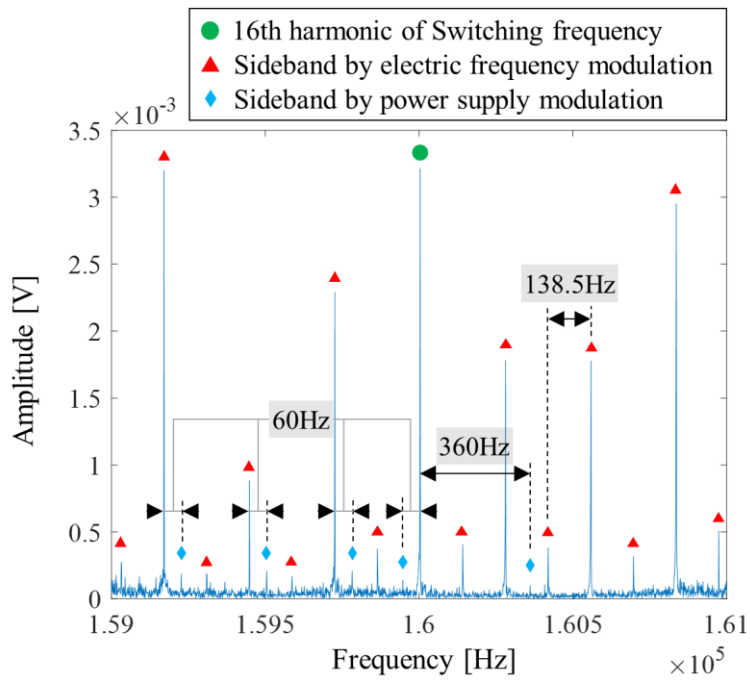 16th harmonic of Switching frequency
Sideband by electric frequency modulation
Sideband by power supply modulation
×10⁻³
3.5
3
2.5
2
1.5
1
0.5
0
Amplitude [V]
138.5Hz
60Hz
360Hz
1.59
1.595
1.6
1.605
1.61
Frequency [Hz]
×10⁵